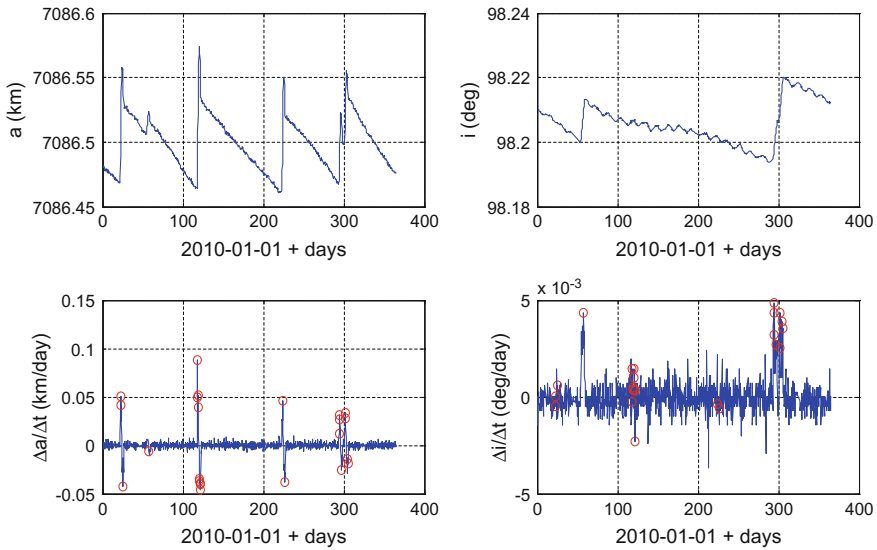 7086.6
7086.55
7086.5
7086.45
a (km)
0 100 200 300 400
2010-01-01 + days
98.24
98.22
98.2
98.18
i (deg)
0 100 200 300 400
2010-01-01 + days
0.15
0.1
0.05
0
-0.05
Δa/Δt (km/day)
0 100 200 300 400
2010-01-01 + days
x 10⁻³
5
0
-5
Δi/Δt (deg/day)
0 100 200 300 400
2010-01-01 + days